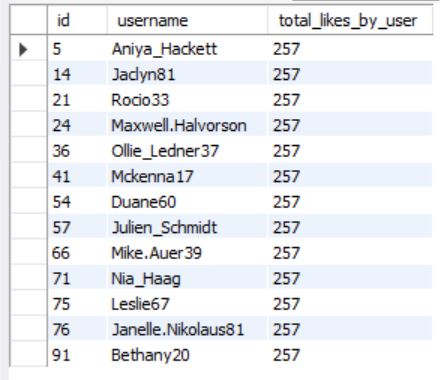 id username total_likes_by_user
5 Aniya_Hackett 257
14 Jaclyn81 257
21 Rocio33 257
24 Maxwell.Halvorson 257
36 Ollie_Ledner37 257
41 Mckenna17 257
54 Duane60 257
57 Julien_Schmidt 257
66 Mike.Auer39 257
71 Nia_Haag 257
75 Leslie67 257
76 Janelle.Nikolaus81 257
91 Bethany20 257